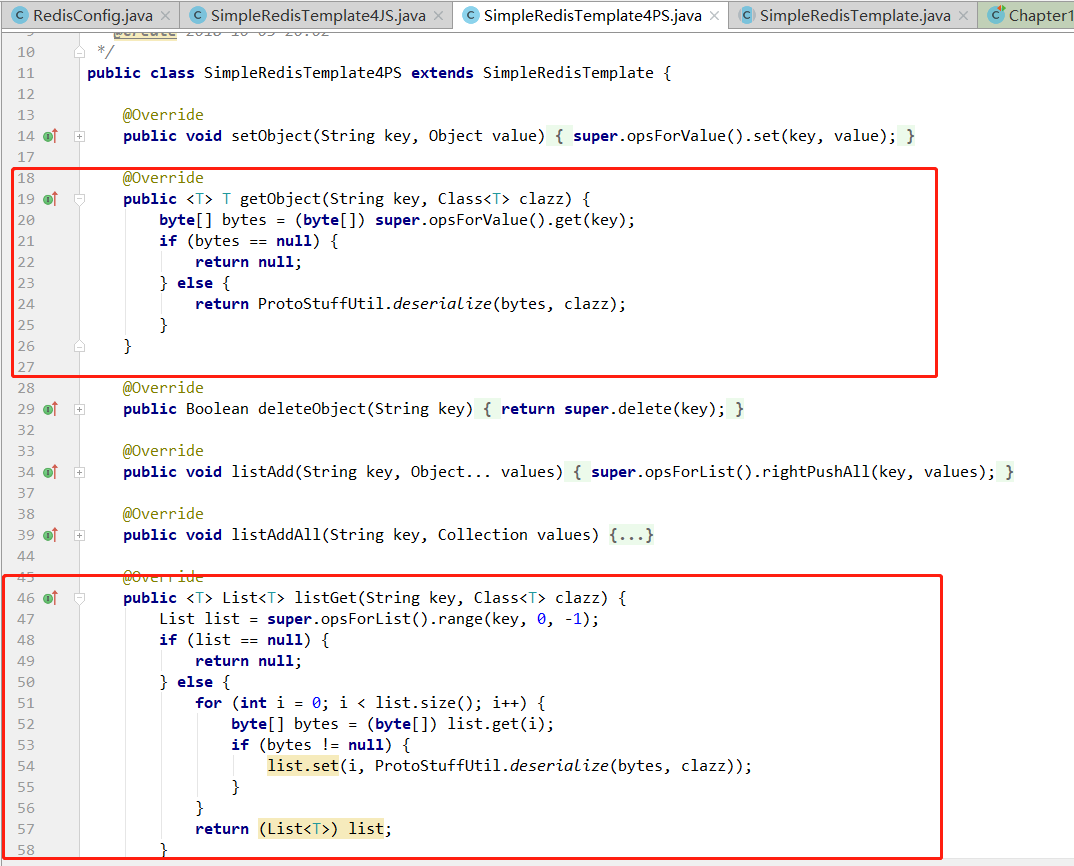 RedisConfig.java × SimpleRedisTemplate4JS.java × SimpleRedisTemplate4PS.java × SimpleRedisTemplate.java × Chapter1
9 @create 2018-10-05 20:02
10 */
11 public class SimpleRedisTemplate4PS extends SimpleRedisTemplate {
12
13 @Override
14 public void setObject(String key, Object value) { super.opsForValue().set(key, value); }
17
18 @Override
19 public <T> T getObject(String key, Class<T> clazz) {
20 byte[] bytes = (byte[]) super.opsForValue().get(key);
21 if (bytes == null) {
22 return null;
23 } else {
24 return ProtoStuffUtil.deserialize(bytes, clazz);
25 }
26 }
27
28 @Override
29 public Boolean deleteObject(String key) { return super.delete(key); }
32
33 @Override
34 public void listAdd(String key, Object... values) { super.opsForList().rightPushAll(key, values); }
37
38 @Override
39 public void listAddAll(String key, Collection values) {...}
44
45 @Override
46 public <T> List<T> listGet(String key, Class<T> clazz) {
47 List list = super.opsForList().range(key, 0, -1);
48 if (list == null) {
49 return null;
50 } else {
51 for (int i = 0; i < list.size(); i++) {
52 byte[] bytes = (byte[]) list.get(i);
53 if (bytes != null) {
54 list.set(i, ProtoStuffUtil.deserialize(bytes, clazz));
55 }
56 }
57 return (List<T>) list;
58 }